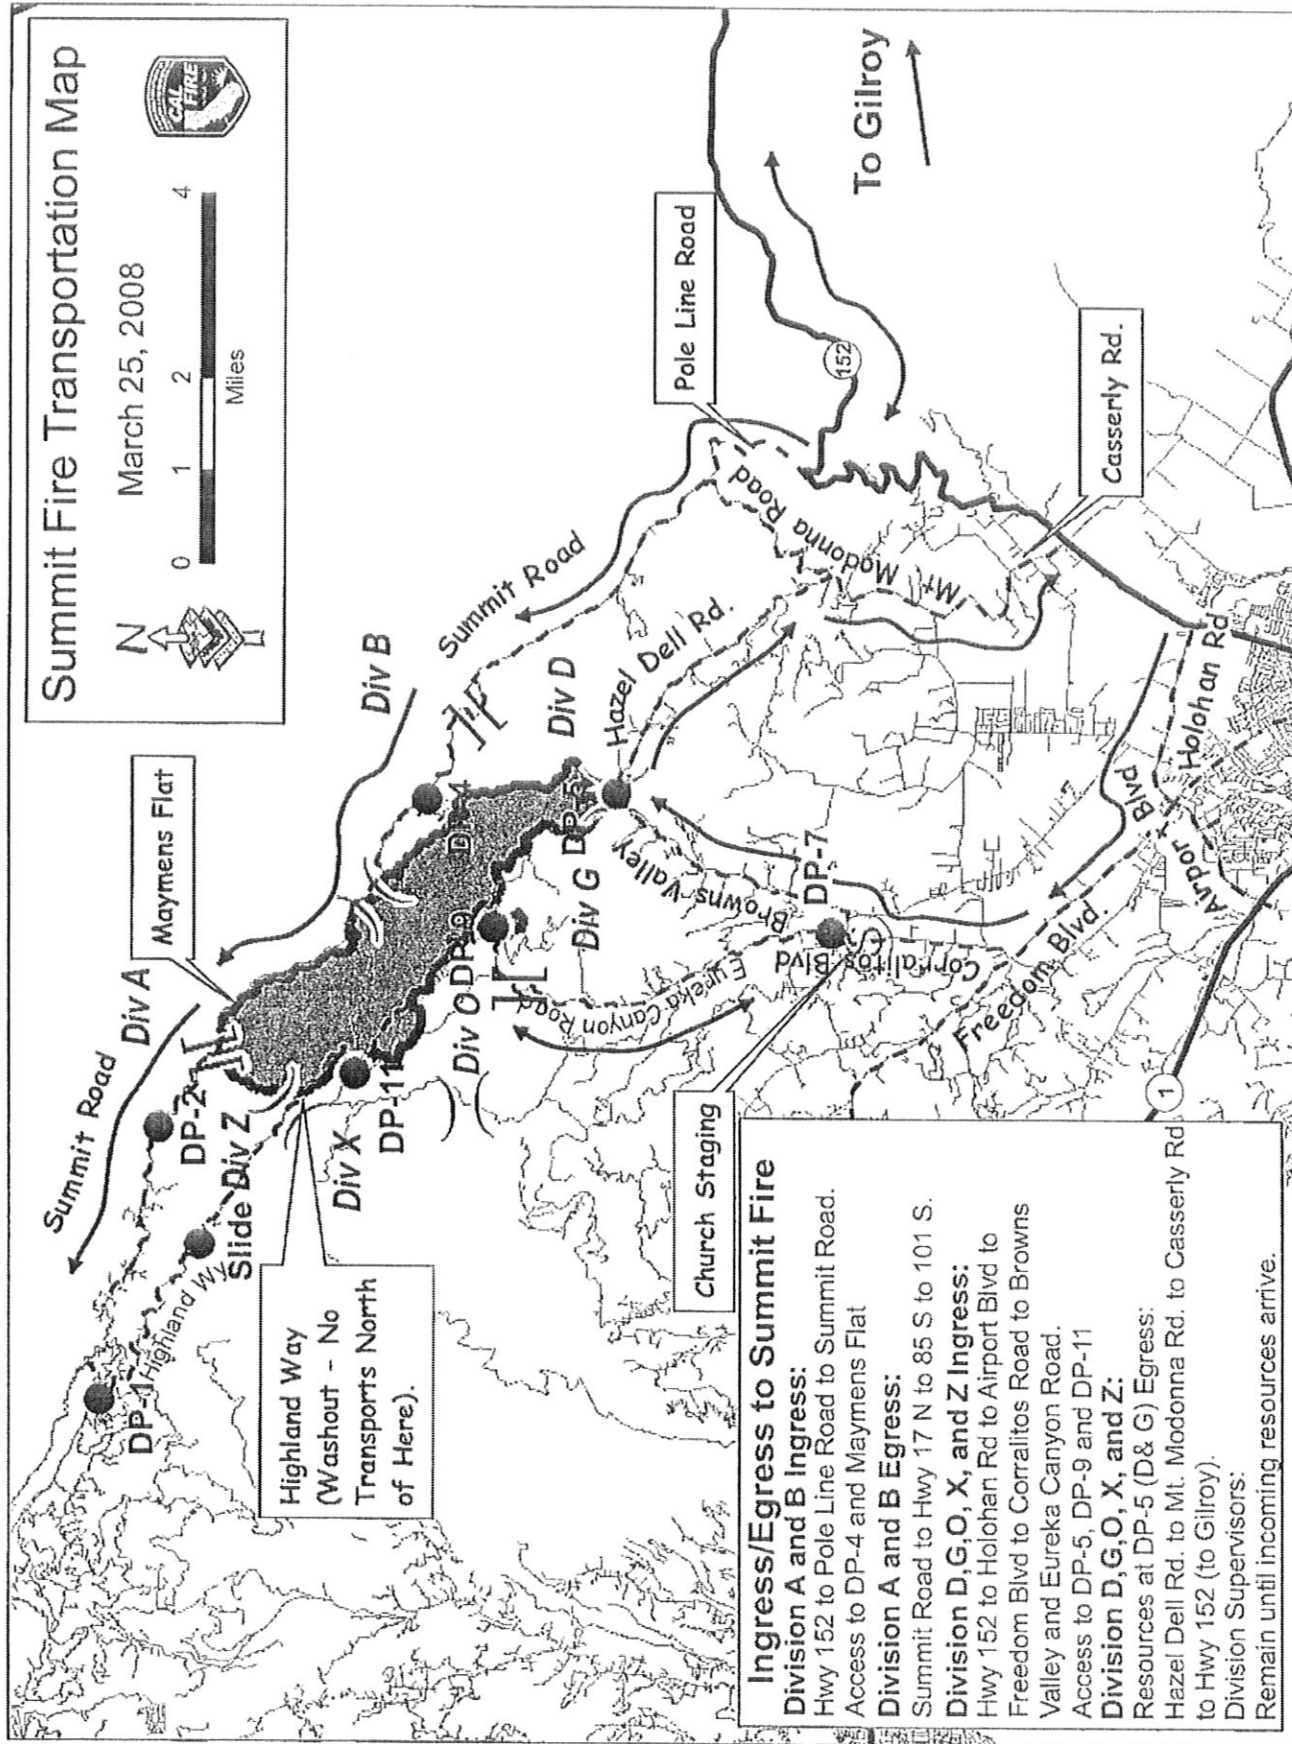 Summit Fire Transportation Map
N
March 25, 2008
CAL
FIRE
0 1 2 4
Miles
Summit Road
Div A
Maymens Flat
Div B
Summit Road
Pole Line Road
To Gilroy
152
DP-1
Highland Wy
Slide
DP-2
Div Z
Highland Way
(Washout - No
Transports North
of Here).
Div X
DP-11
Div O
DP-9
Div G
DP-4
DP-5
Div D
Hazel Dell Rd.
Mt Madonna Road
Casserly Rd.
Browns Valley
DP-7
Eureka Canyon Road
Corralitos Blvd
Church Staging
Freedom Blvd.
Airport Blvd
Holohan Rd
1
Ingress/Egress to Summit Fire
Division A and B Ingress:
Hwy 152 to Pole Line Road to Summit Road.
Access to DP-4 and Maymens Flat
Division A and B Egress:
Summit Road to Hwy 17 N to 85 S to 101 S.
Division D,G,O, X, and Z Ingress:
Hwy 152 to Holohan Rd to Airport Blvd to
Freedom Blvd to Corralitos Road to Browns
Valley and Eureka Canyon Road.
Access to DP-5, DP-9 and DP-11
Division D,G,O, X, and Z:
Resources at DP-5 (D& G) Egress:
Hazel Dell Rd. to Mt. Modonna Rd. to Casserly Rd
to Hwy 152 (to Gilroy).
Division Supervisors:
Remain until incoming resources arrive.